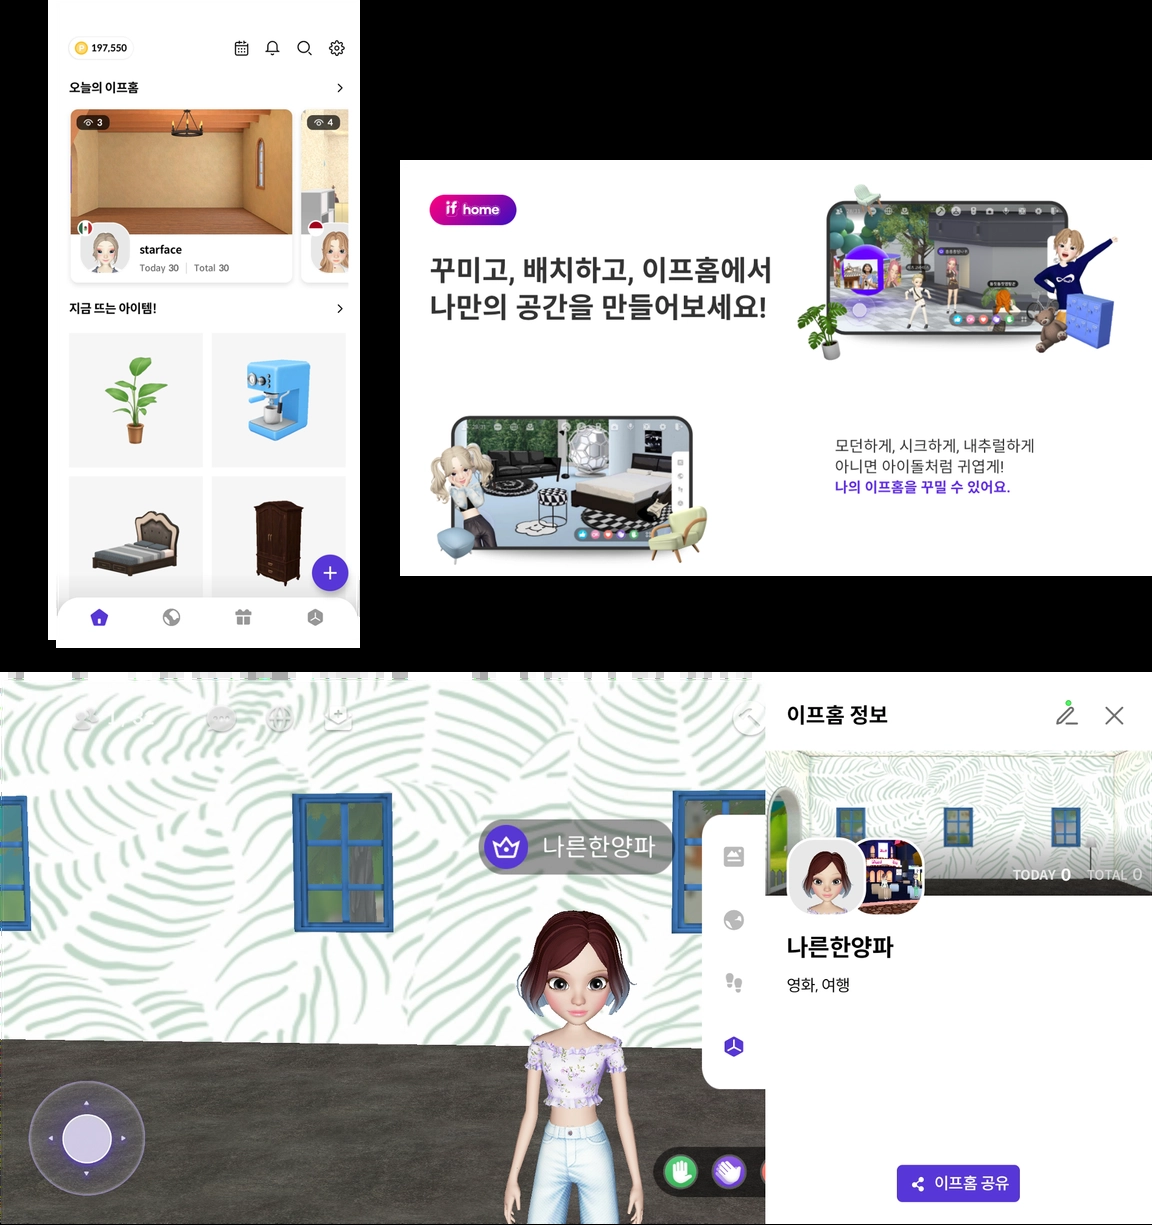 197,550
오늘의 이프홈
3
4
starface
Today 30 | Total 30
지금 뜨는 아이템!
if home
꾸미고, 배치하고, 이프홈에서
나만의 공간을 만들어보세요!
모던하게, 시크하게, 내추럴하게
아니면 아이돌처럼 귀엽게!
나의 이프홈을 꾸밀 수 있어요.
나른한양파
이프홈 정보
TODAY 0 TOTAL 0
나른한양파
영화, 여행
이프홈 공유